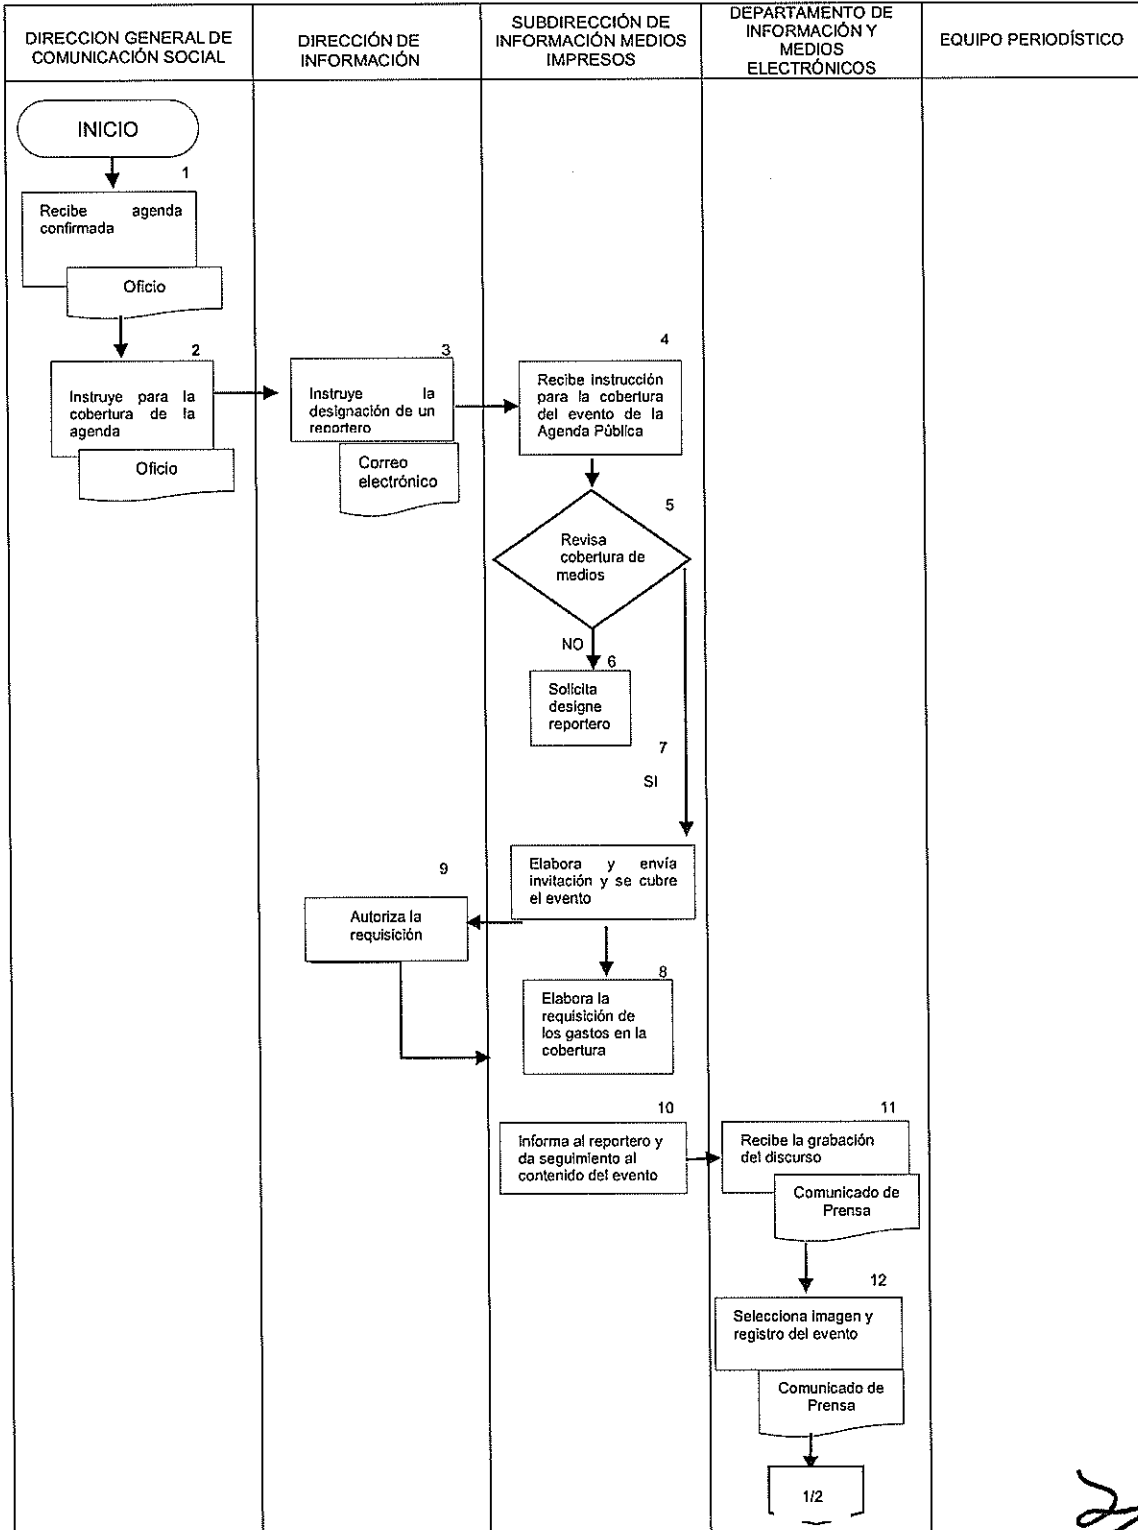 DIRECCION GENERAL DE
COMUNICACIÓN SOCIAL
DIRECCIÓN DE
INFORMACIÓN
SUBDIRECCIÓN DE
INFORMACIÓN MEDIOS
IMPRESOS
DEPARTAMENTO DE
INFORMACIÓN Y
MEDIOS
ELECTRÓNICOS
EQUIPO PERIODÍSTICO
INICIO
1
Recibe agenda
confirmada
Oficio
2
Instruye para la
cobertura de la
agenda
Oficio
3
Instruye la
designación de un
reportero
Correo
electrónico
4
Recibe instrucción
para la cobertura
del evento de la
Agenda Pública
5
Revisa
cobertura de
medios
NO
6
Solicita
designe
reportero
7
SI
Elabora y envía
invitación y se cubre
el evento
9
Autoriza la
requisición
8
Elabora la
requisición de
los gastos en la
cobertura
10
Informa al reportero y
da seguimiento al
contenido del evento
11
Recibe la grabación
del discurso
Comunicado de
Prensa
12
Selecciona imagen y
registro del evento
Comunicado de
Prensa
1/2